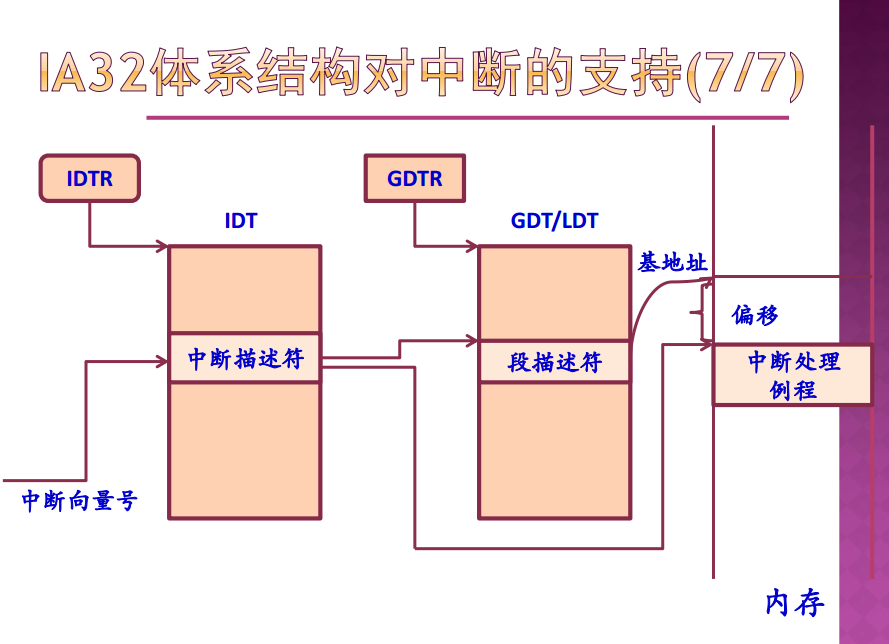 IA32体系结构对中断的支持(7/7)
IDTR
GDTR
IDT
GDT/LDT
基地址
偏移
中断描述符
段描述符
中断处理
例程
中断向量号
内存